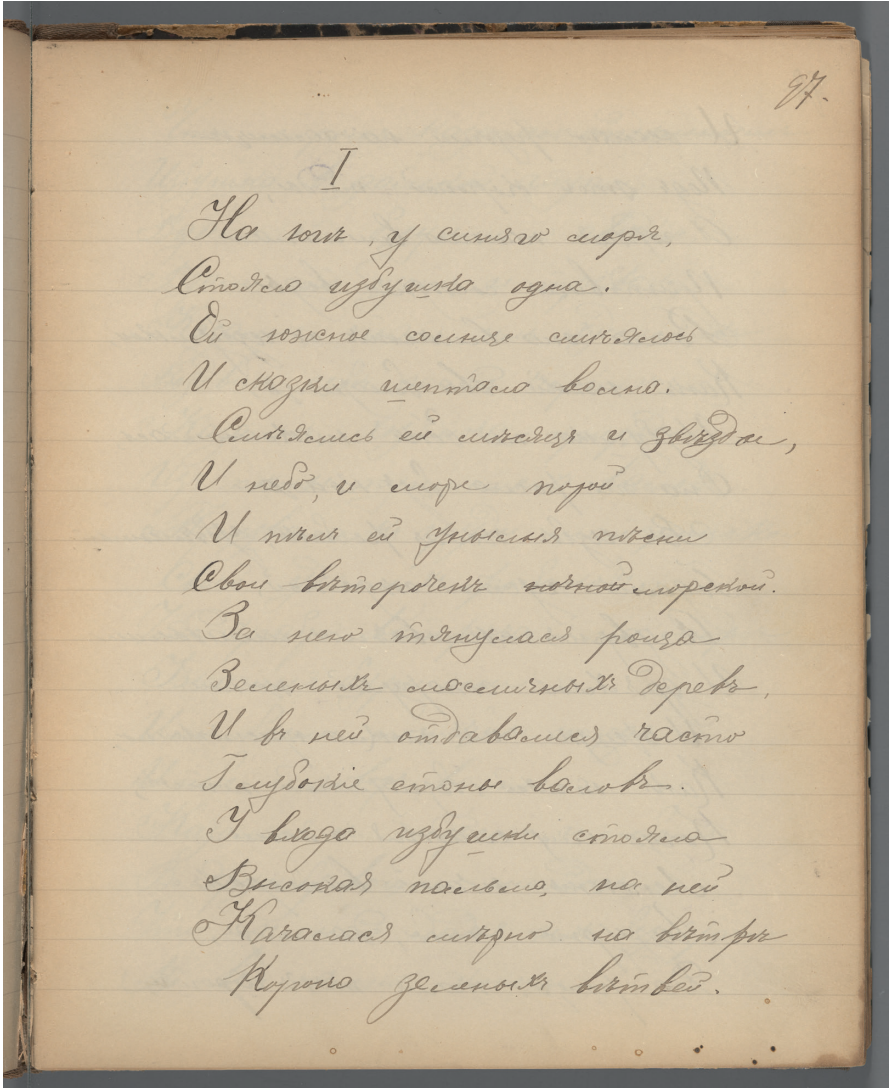 97.
I
На югѣ, у синяго моря,
Стояла избушка одна.
Ей южное солнце смѣялось
И сказки шептала волна.
Смѣялись ей мѣсяцъ и звѣзды,
И небо, и море порой
И пѣлъ ей унылыя пѣсни
Свои вѣтерочекъ ночной морской.
За нею тянулася роща
Зеленыхъ масличныхъ деревъ,
И въ ней отдавалися часто
Глубокіе стоны валовъ.
У входа избушки стояла
Высокая пальма, на ней
Качалася мѣрно на вѣтрѣ
Корона зеленыхъ вѣтвей.